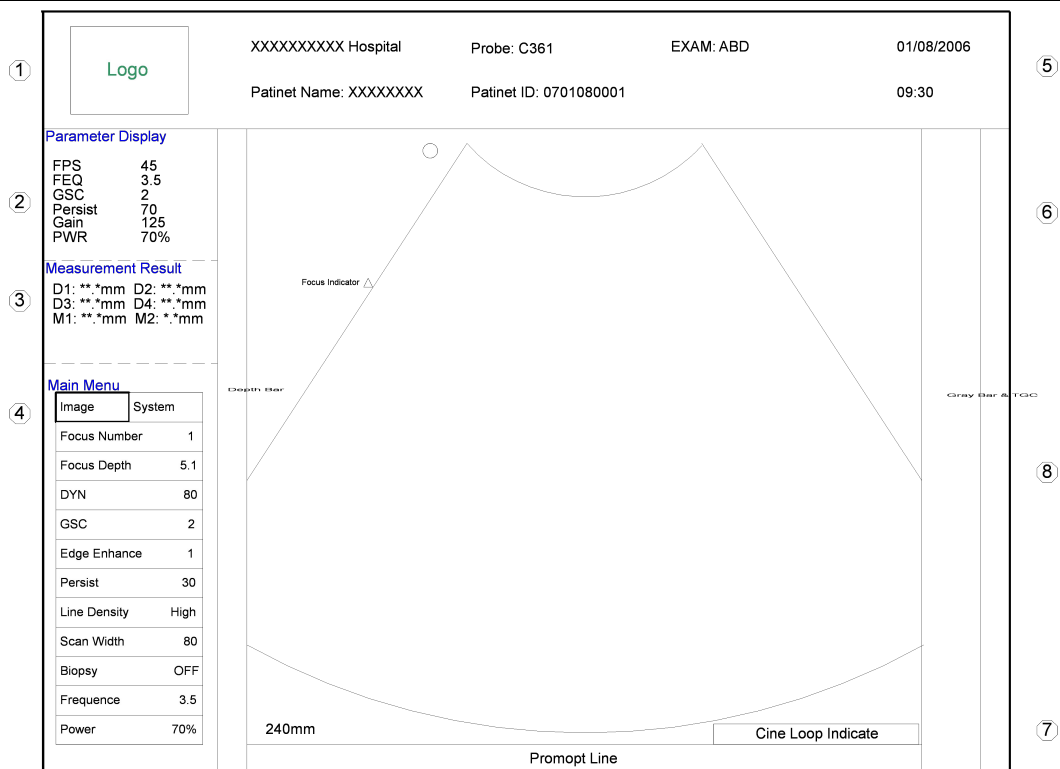 Logo
XXXXXXXXXX Hospital
Probe: C361
EXAM: ABD
01/08/2006
Patinet Name: XXXXXXXX
Patinet ID: 0701080001
09:30
1
5
Parameter Display
FPS 45
FEQ 3.5
GSC 2
Persist 70
Gain 125
PWR 70%
2
6
Measurement Result
D1: **.*mm D2: **.*mm
D3: **.*mm D4: **.*mm
M1: **.*mm M2: *.*mm
3
Focus Indicator
Depth Bar
Gray Bar & TGC
Main Menu
4
Image System
Focus Number 1
Focus Depth 5.1
DYN 80
GSC 2
Edge Enhance 1
Persist 30
Line Density High
Scan Width 80
Biopsy OFF
Frequence 3.5
Power 70%
8
240mm
Cine Loop Indicate
7
Promopt Line